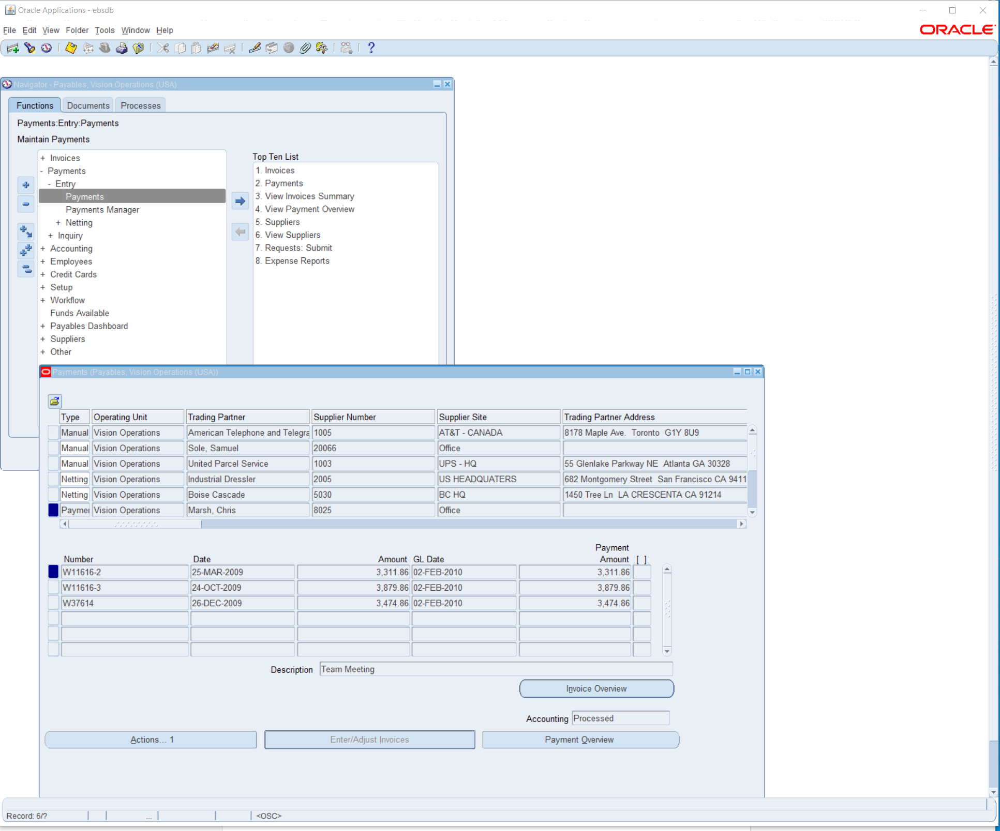 Oracle Applications - ebsdb
File Edit View Folder Tools Window Help
ORACLE
Navigator - Payables, Vision Operations (USA)
Functions Documents Processes
Payments:Entry:Payments
Maintain Payments
+ Invoices
- Payments
- Entry
Payments
Payments Manager
+ Netting
+ Inquiry
+ Accounting
+ Employees
+ Credit Cards
+ Setup
+ Workflow
Funds Available
+ Payables Dashboard
+ Suppliers
+ Other
Top Ten List
1. Invoices
2. Payments
3. View Invoices Summary
4. View Payment Overview
5. Suppliers
6. View Suppliers
7. Requests: Submit
8. Expense Reports
Payments (Payables, Vision Operations (USA))
Type Operating Unit Trading Partner Supplier Number Supplier Site Trading Partner Address
Manual Vision Operations American Telephone and Telegra 1005 AT&T - CANADA 8178 Maple Ave. Toronto G1Y 8U9
Manual Vision Operations Sole, Samuel 20066 Office
Manual Vision Operations United Parcel Service 1003 UPS - HQ 55 Glenlake Parkway NE Atlanta GA 30328
Netting Vision Operations Industrial Dressler 2005 US HEADQUATERS 682 Montgomery Street San Francisco CA 9411
Netting Vision Operations Boise Cascade 5030 BC HQ 1450 Tree Ln LA CRESCENTA CA 91214
Paymer Vision Operations Marsh, Chris 8025 Office
Payment
Number Date Amount GL Date Amount [ ]
W11616-2 25-MAR-2009 3,311.86 02-FEB-2010 3,311.86
W11616-3 24-OCT-2009 3,879.86 02-FEB-2010 3,879.86
W37614 26-DEC-2009 3,474.86 02-FEB-2010 3,474.86
Description Team Meeting
Invoice Overview
Accounting Processed
Actions... 1 Enter/Adjust Invoices Payment Overview
Record: 6/? ... <OSC>